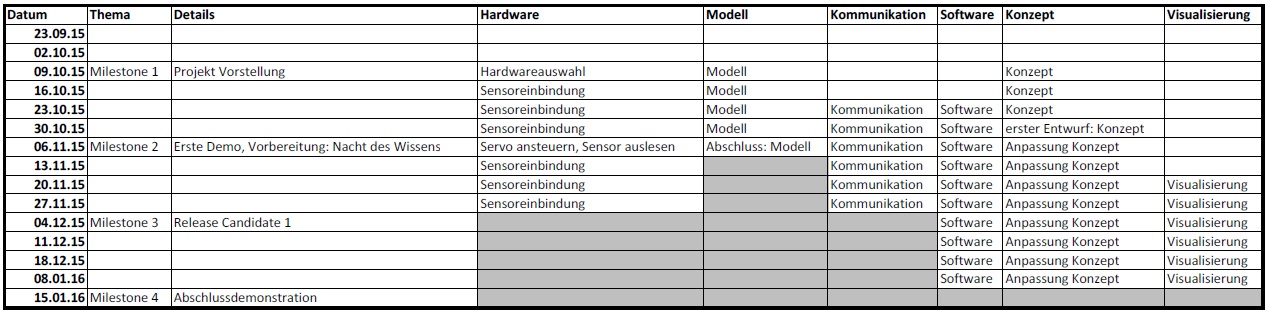 Datum Thema Details Hardware Modell Kommunikation Software Konzept Visualisierung
23.09.15
02.10.15
09.10.15 Milestone 1 Projekt Vorstellung Hardwareauswahl Modell Konzept
16.10.15 Sensoreinbindung Modell Konzept
23.10.15 Sensoreinbindung Modell Kommunikation Software Konzept
30.10.15 Sensoreinbindung Modell Kommunikation Software erster Entwurf: Konzept
06.11.15 Milestone 2 Erste Demo, Vorbereitung: Nacht des Wissens Servo ansteuern, Sensor auslesen Abschluss: Modell Kommunikation Software Anpassung Konzept
13.11.15 Sensoreinbindung Kommunikation Software Anpassung Konzept
20.11.15 Sensoreinbindung Kommunikation Software Anpassung Konzept Visualisierung
27.11.15 Sensoreinbindung Kommunikation Software Anpassung Konzept Visualisierung
04.12.15 Milestone 3 Release Candidate 1 Software Anpassung Konzept Visualisierung
11.12.15 Software Anpassung Konzept Visualisierung
18.12.15 Software Anpassung Konzept Visualisierung
08.01.16 Software Anpassung Konzept Visualisierung
15.01.16 Milestone 4 Abschlussdemonstration